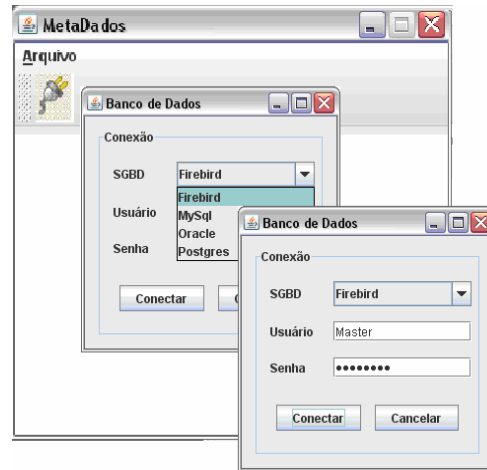 MetaDados
Arquivo
Banco de Dados
Conexão
SGBD Firebird
Firebird
MySql
Oracle
Postgres
Usuário
Senha
Conectar
Banco de Dados
Conexão
SGBD Firebird
Usuário Master
Senha ••••••••
Conectar Cancelar